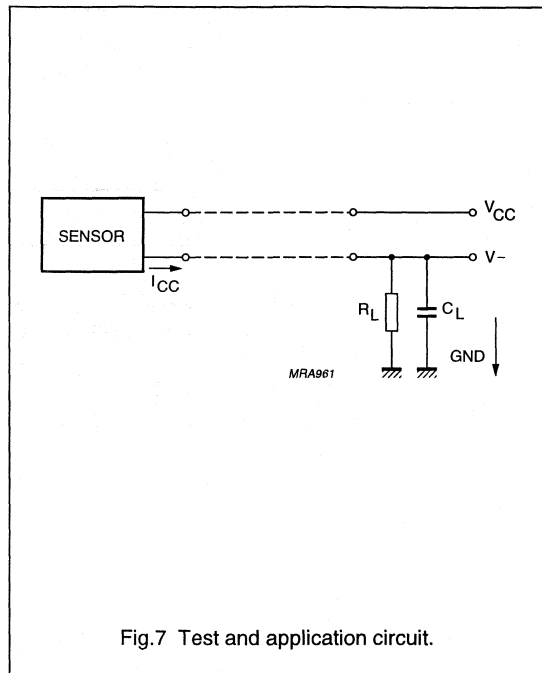 V_CC
SENSOR
V–
I_CC
R_L
C_L
GND
MRA961
Fig.7 Test and application circuit.